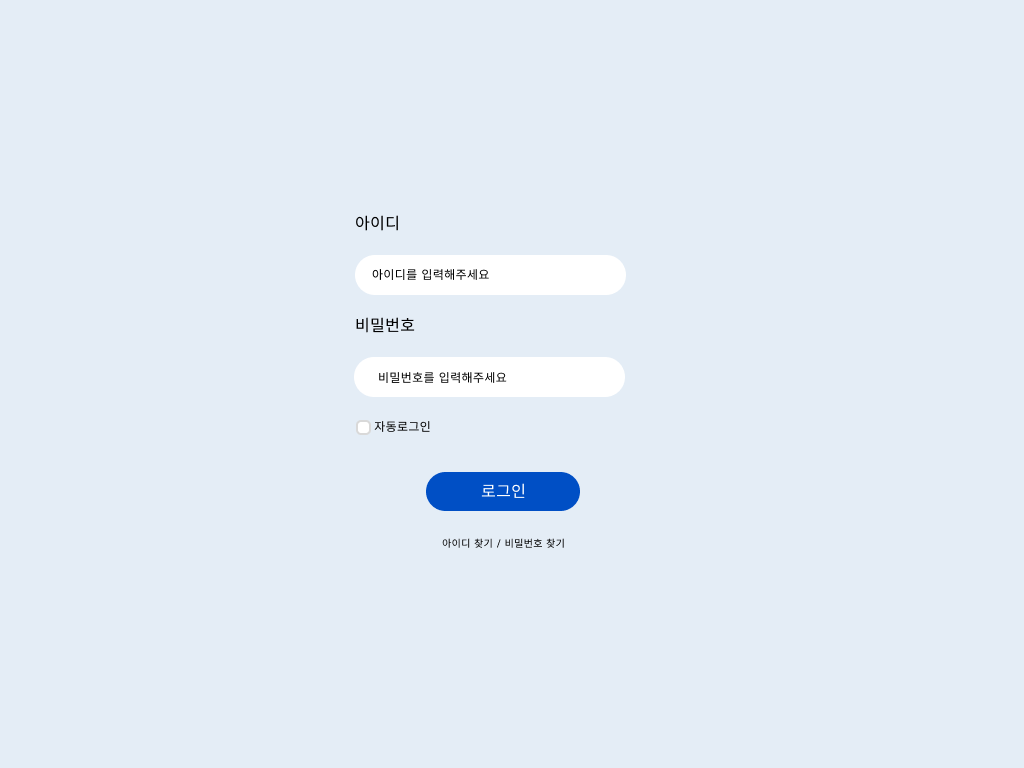 아이디
아이디를 입력해주세요
비밀번호
비밀번호를 입력해주세요
자동로그인
로그인
아이디 찾기 / 비밀번호 찾기